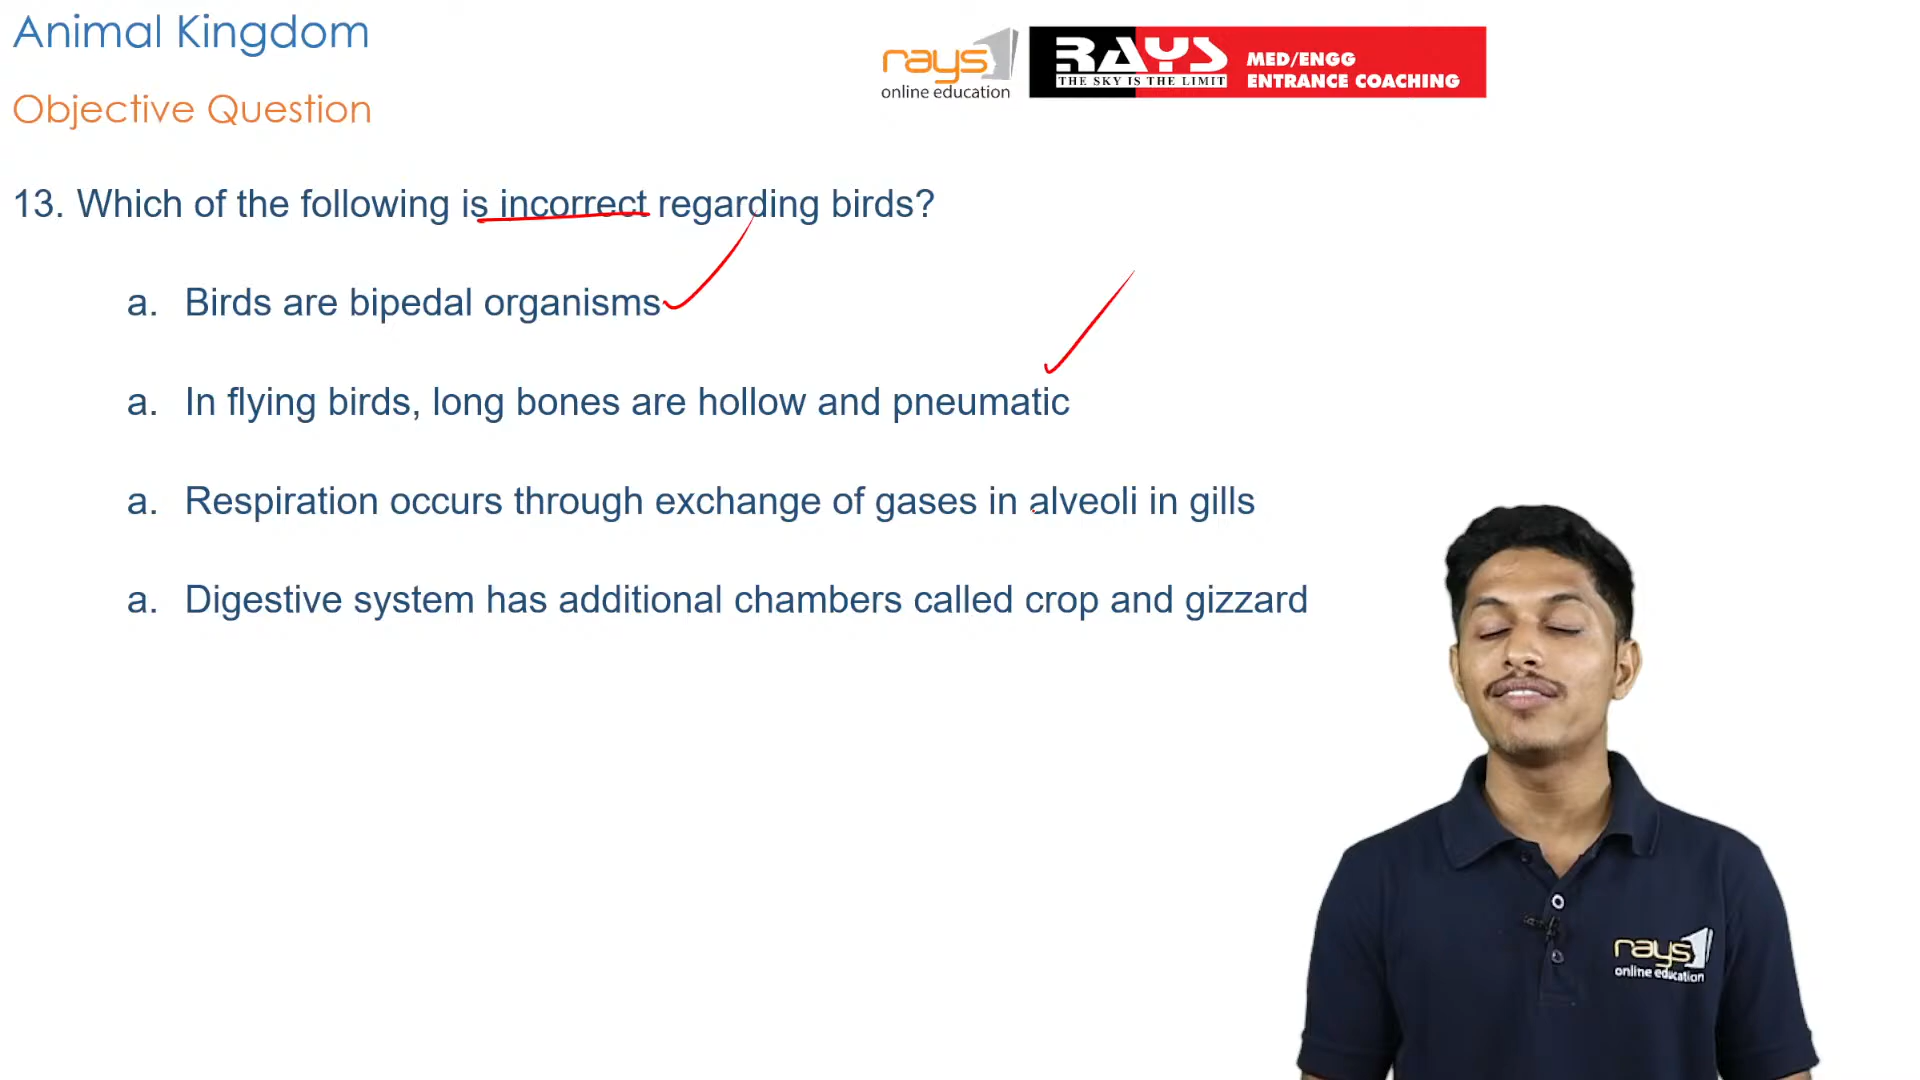 Animal Kingdom
rays
online education
RAYS
THE SKY IS THE LIMIT
MED/ENGG
ENTRANCE COACHING
Objective Question
13. Which of the following is incorrect regarding birds?
a. Birds are bipedal organisms
a. In flying birds, long bones are hollow and pneumatic
a. Respiration occurs through exchange of gases in alveoli in gills
a. Digestive system has additional chambers called crop and gizzard
rays
online education